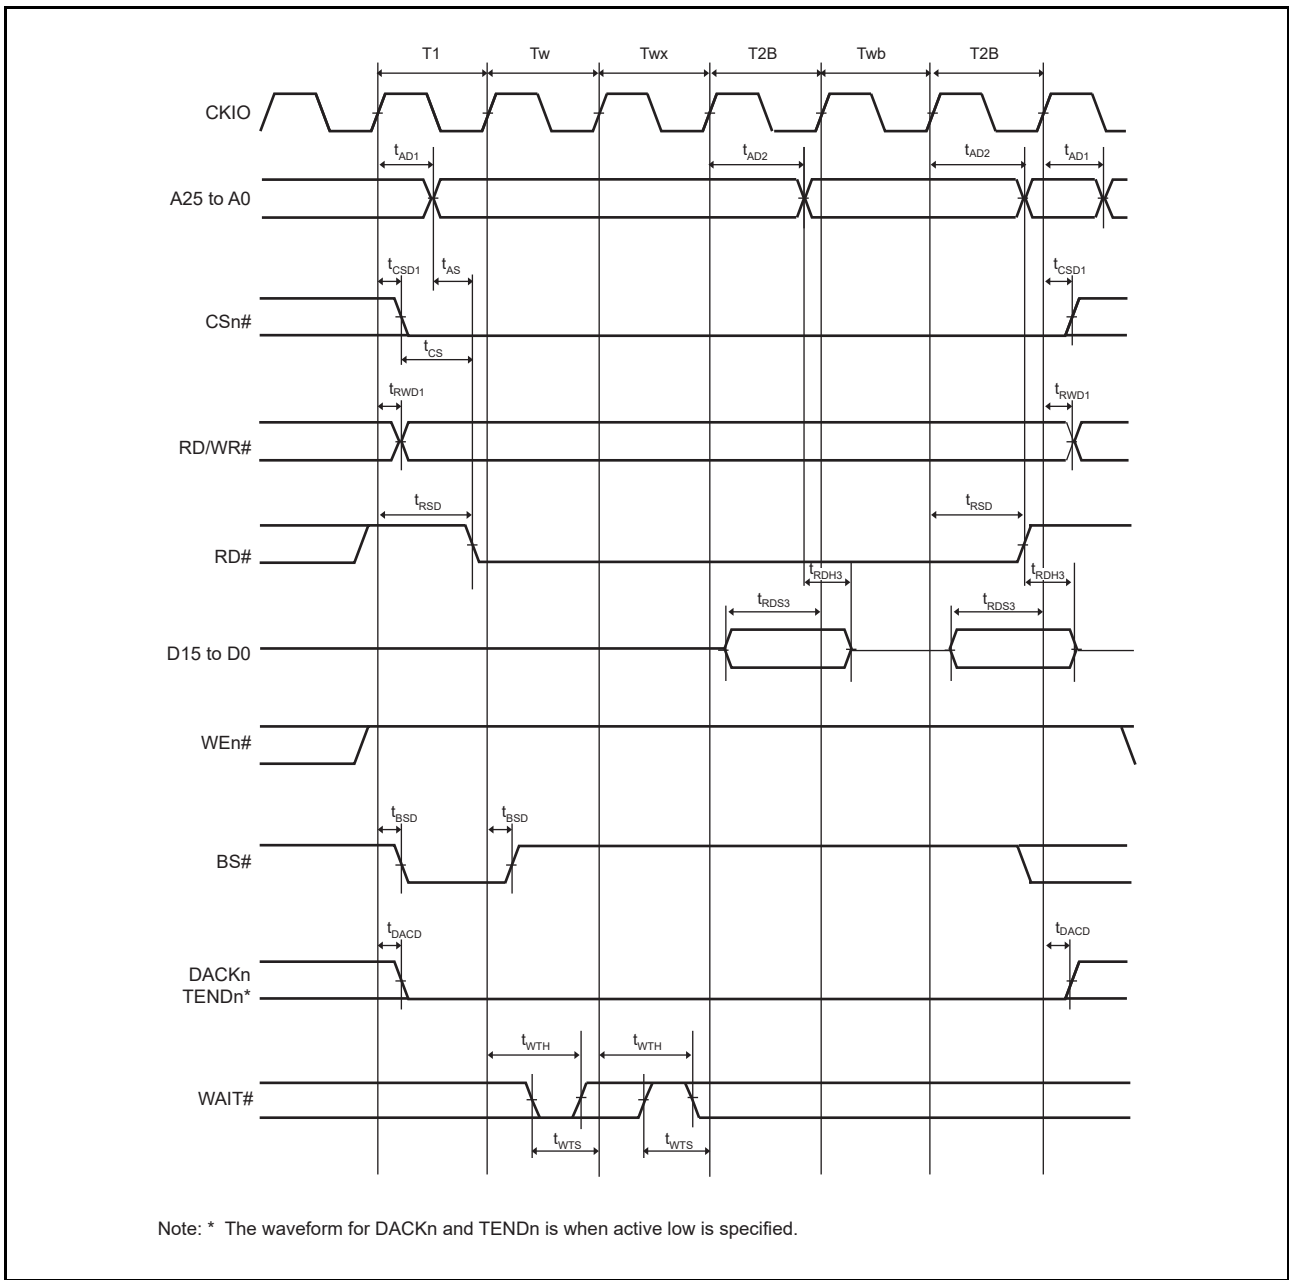 T1 Tw Twx T2B Twb T2B
CKIO
tAD1 tAD2 tAD2 tAD1
A25 to A0
tCSD1 tAS tCSD1
CSn#
tCS
tRWD1 tRWD1
RD/WR#
tRSD tRSD
RD#
tRDH3 tRDH3
tRDS3 tRDS3
D15 to D0
WEn#
tBSD tBSD
BS#
tDACD tDACD
DACKn
TENDn*
tWTH tWTH
WAIT#
tWTS tWTS
Note: * The waveform for DACKn and TENDn is when active low is specified.